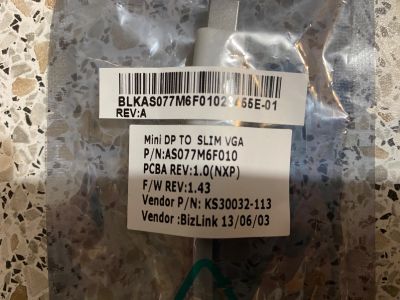 REV:A
Mini DP TO SLIM VGA
P/N:AS077M6F010
PCBA REV:1.0(NXP)
F/W REV:1.43
Vendor P/N: KS30032-113
Vendor :BizLink 13/06/03